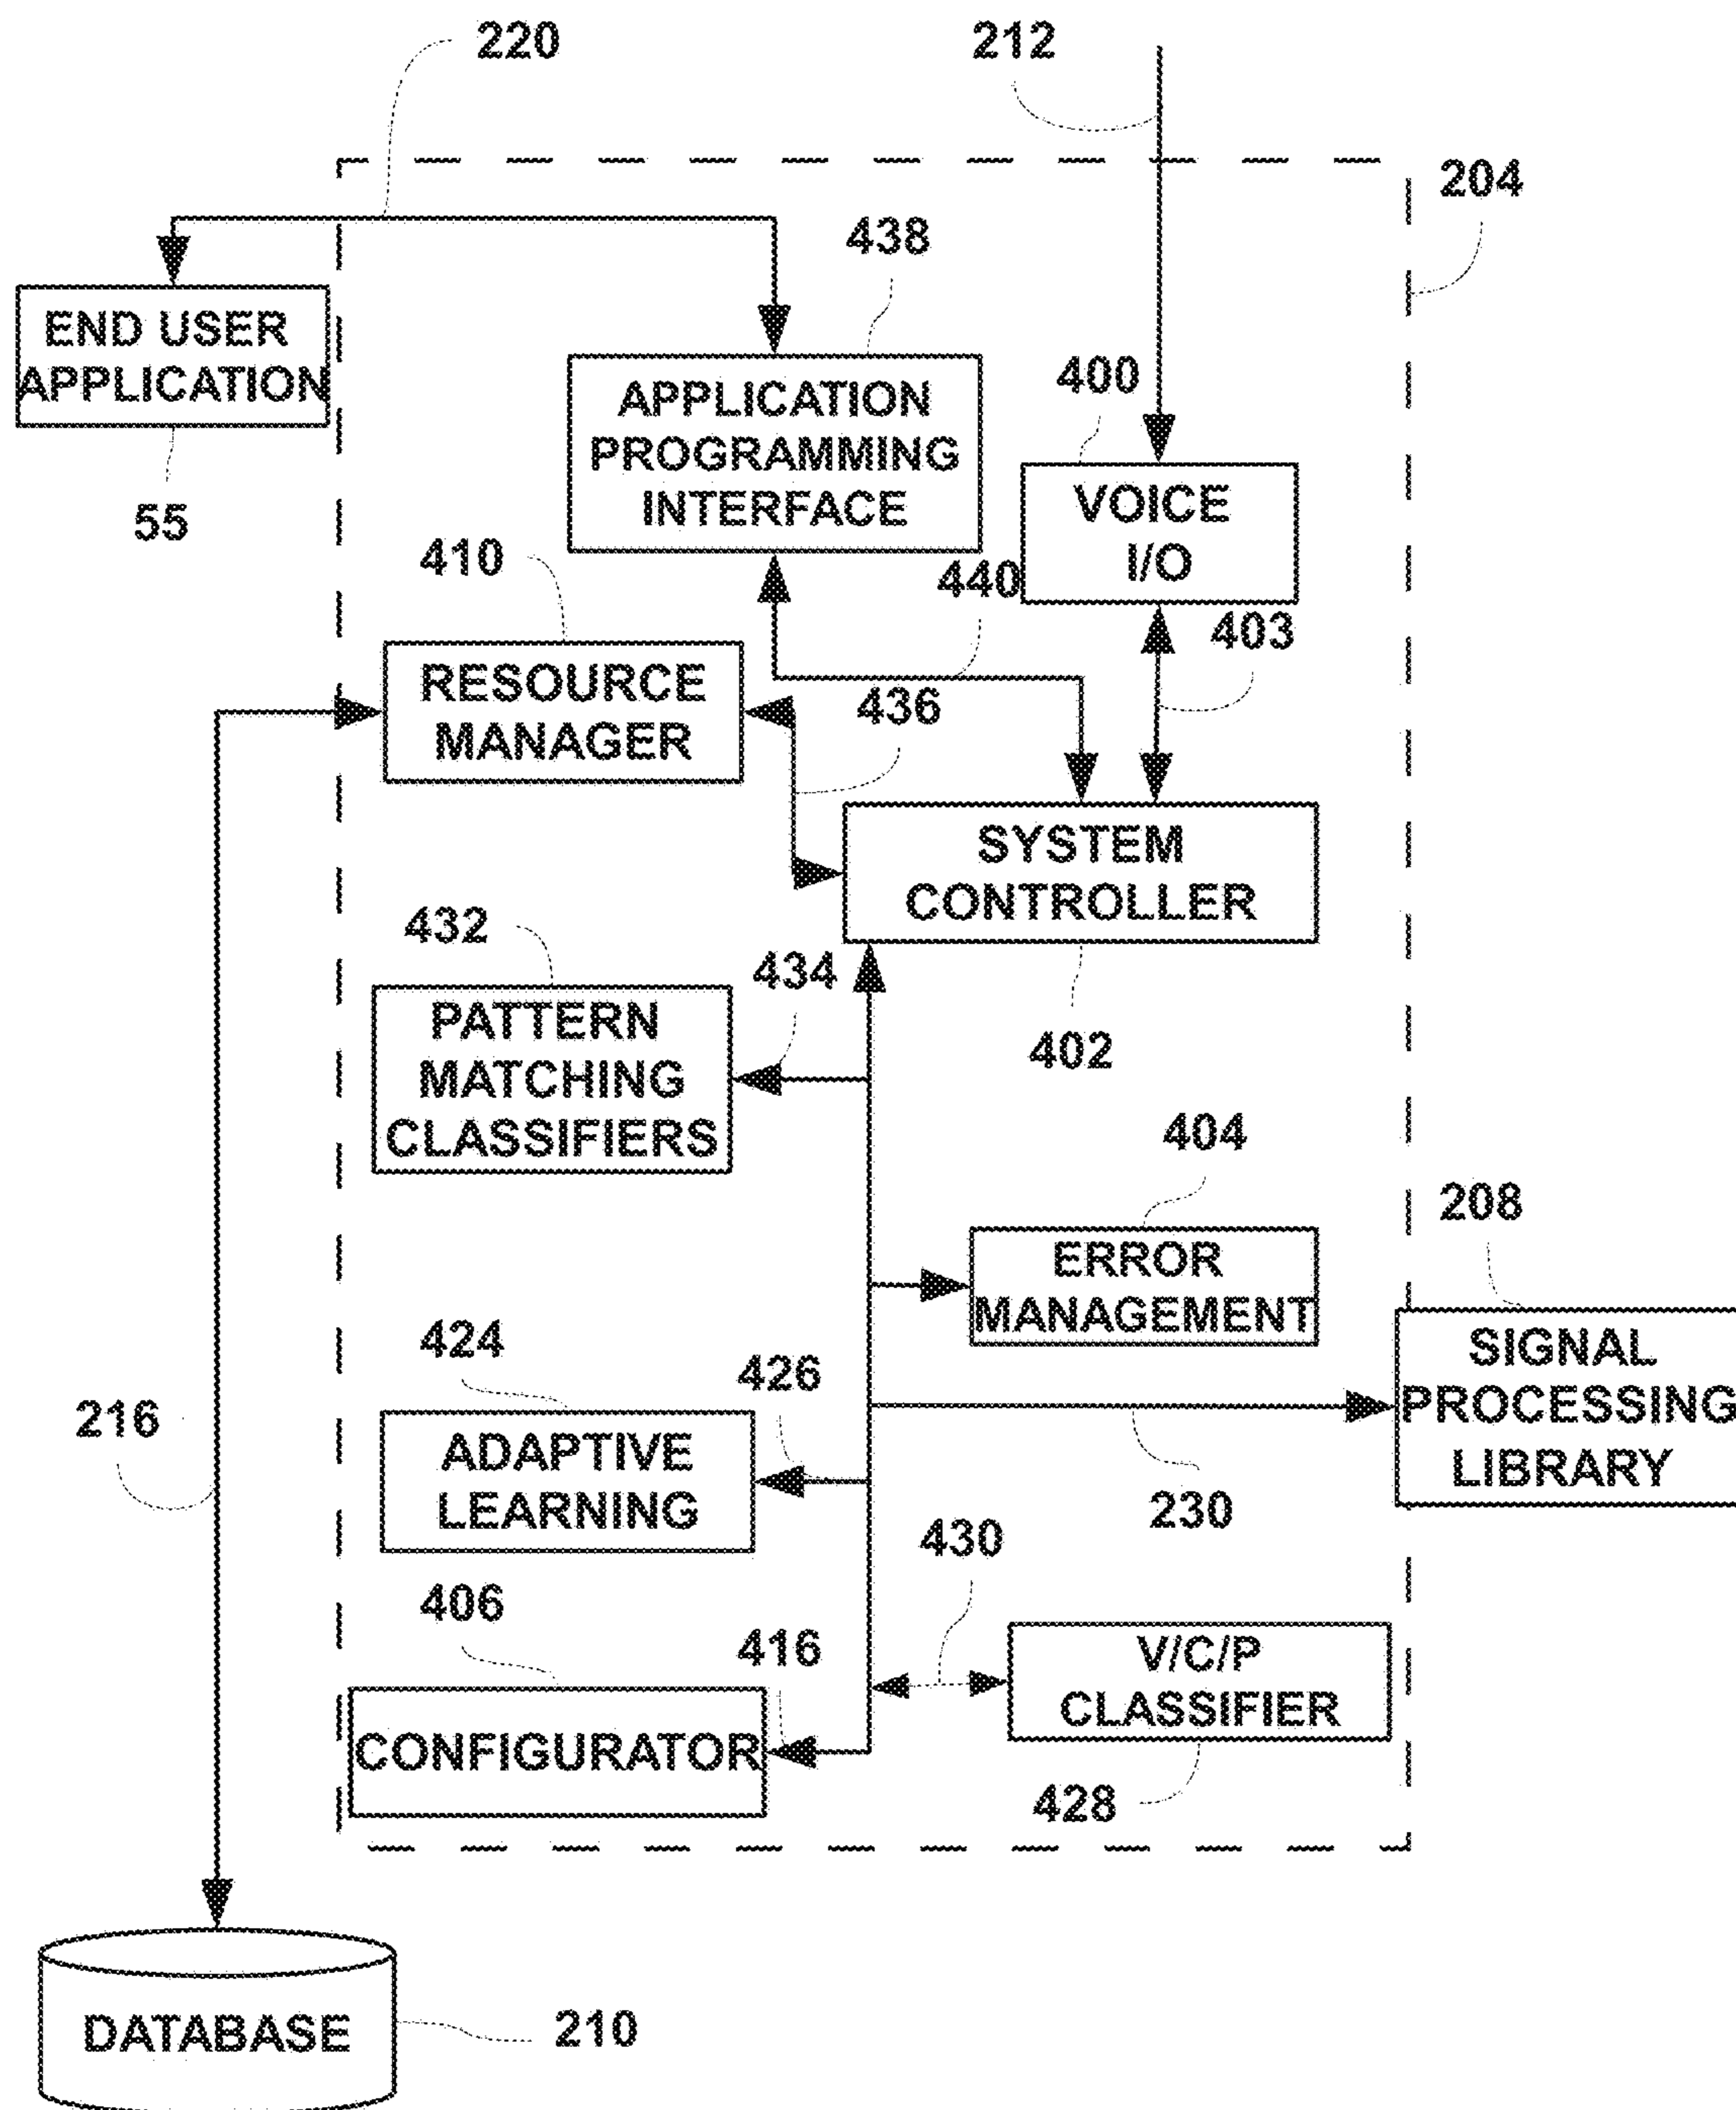 220
212
204
438
END USER
APPLICATION
55
APPLICATION
PROGRAMMING
INTERFACE
400
VOICE
I/O
410
440
403
RESOURCE
MANAGER
436
SYSTEM
CONTROLLER
402
432
434
PATTERN
MATCHING
CLASSIFIERS
404
ERROR
MANAGEMENT
208
SIGNAL
PROCESSING
LIBRARY
424
426
216
ADAPTIVE
LEARNING
230
430
406
416
V/C/P
CLASSIFIER
CONFIGURATOR
428
DATABASE
210